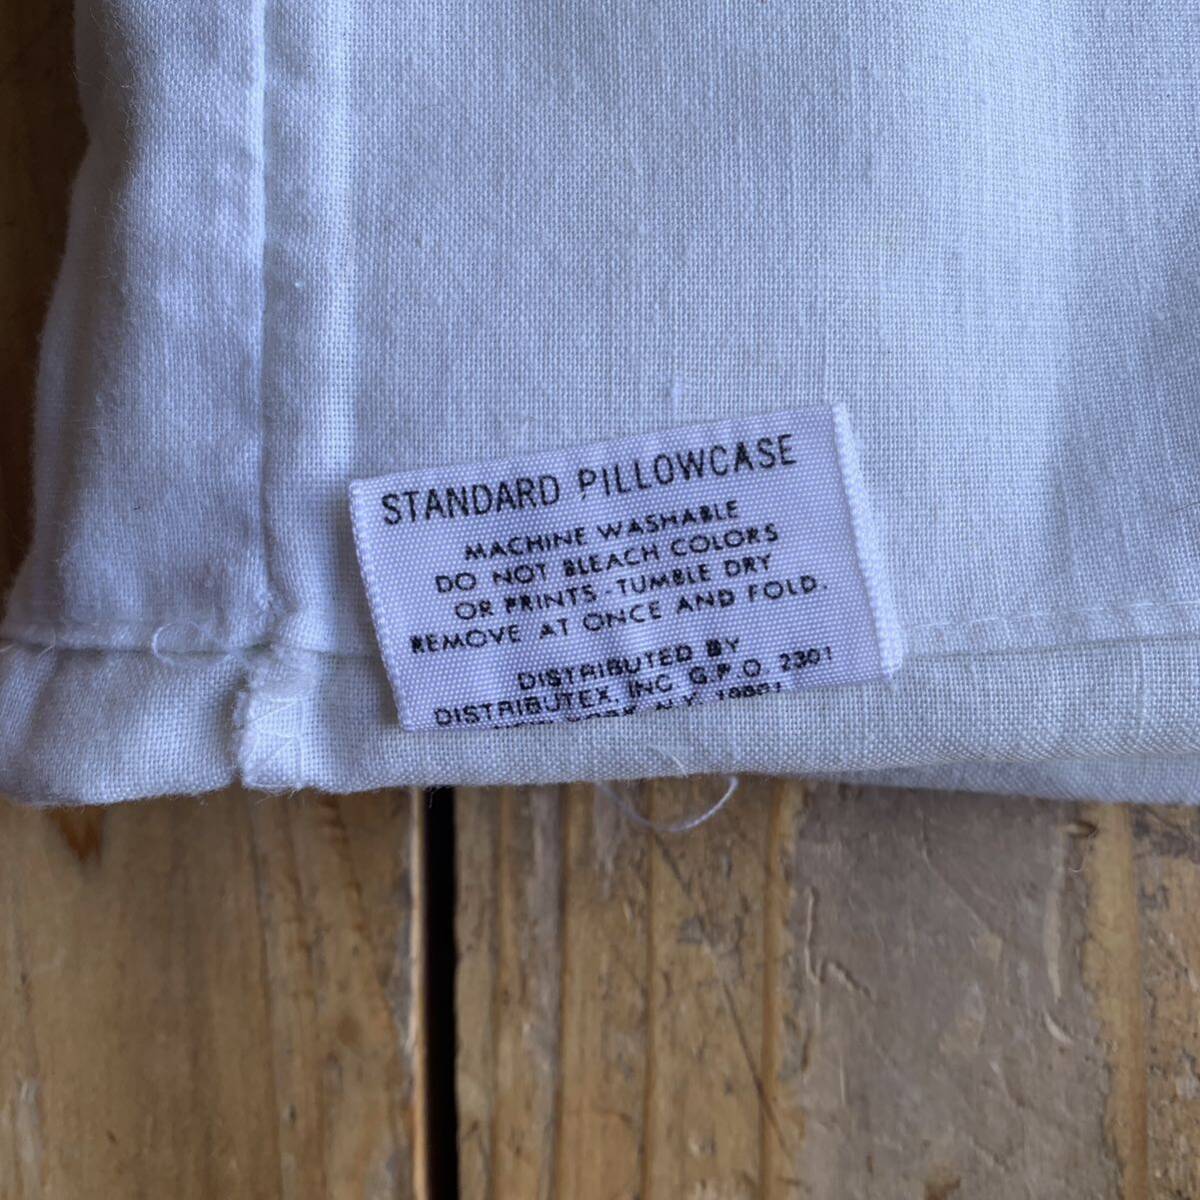 STANDARD PILLOWCASE
MACHINE WASHABLE
DO NOT BLEACH COLORS
OR PRINTS - TUMBLE DRY
REMOVE AT ONCE AND FOLD.
DISTRIBUTED BY
DISTRIBUTEX, INC G.P.O. 2301
YORK N.Y.